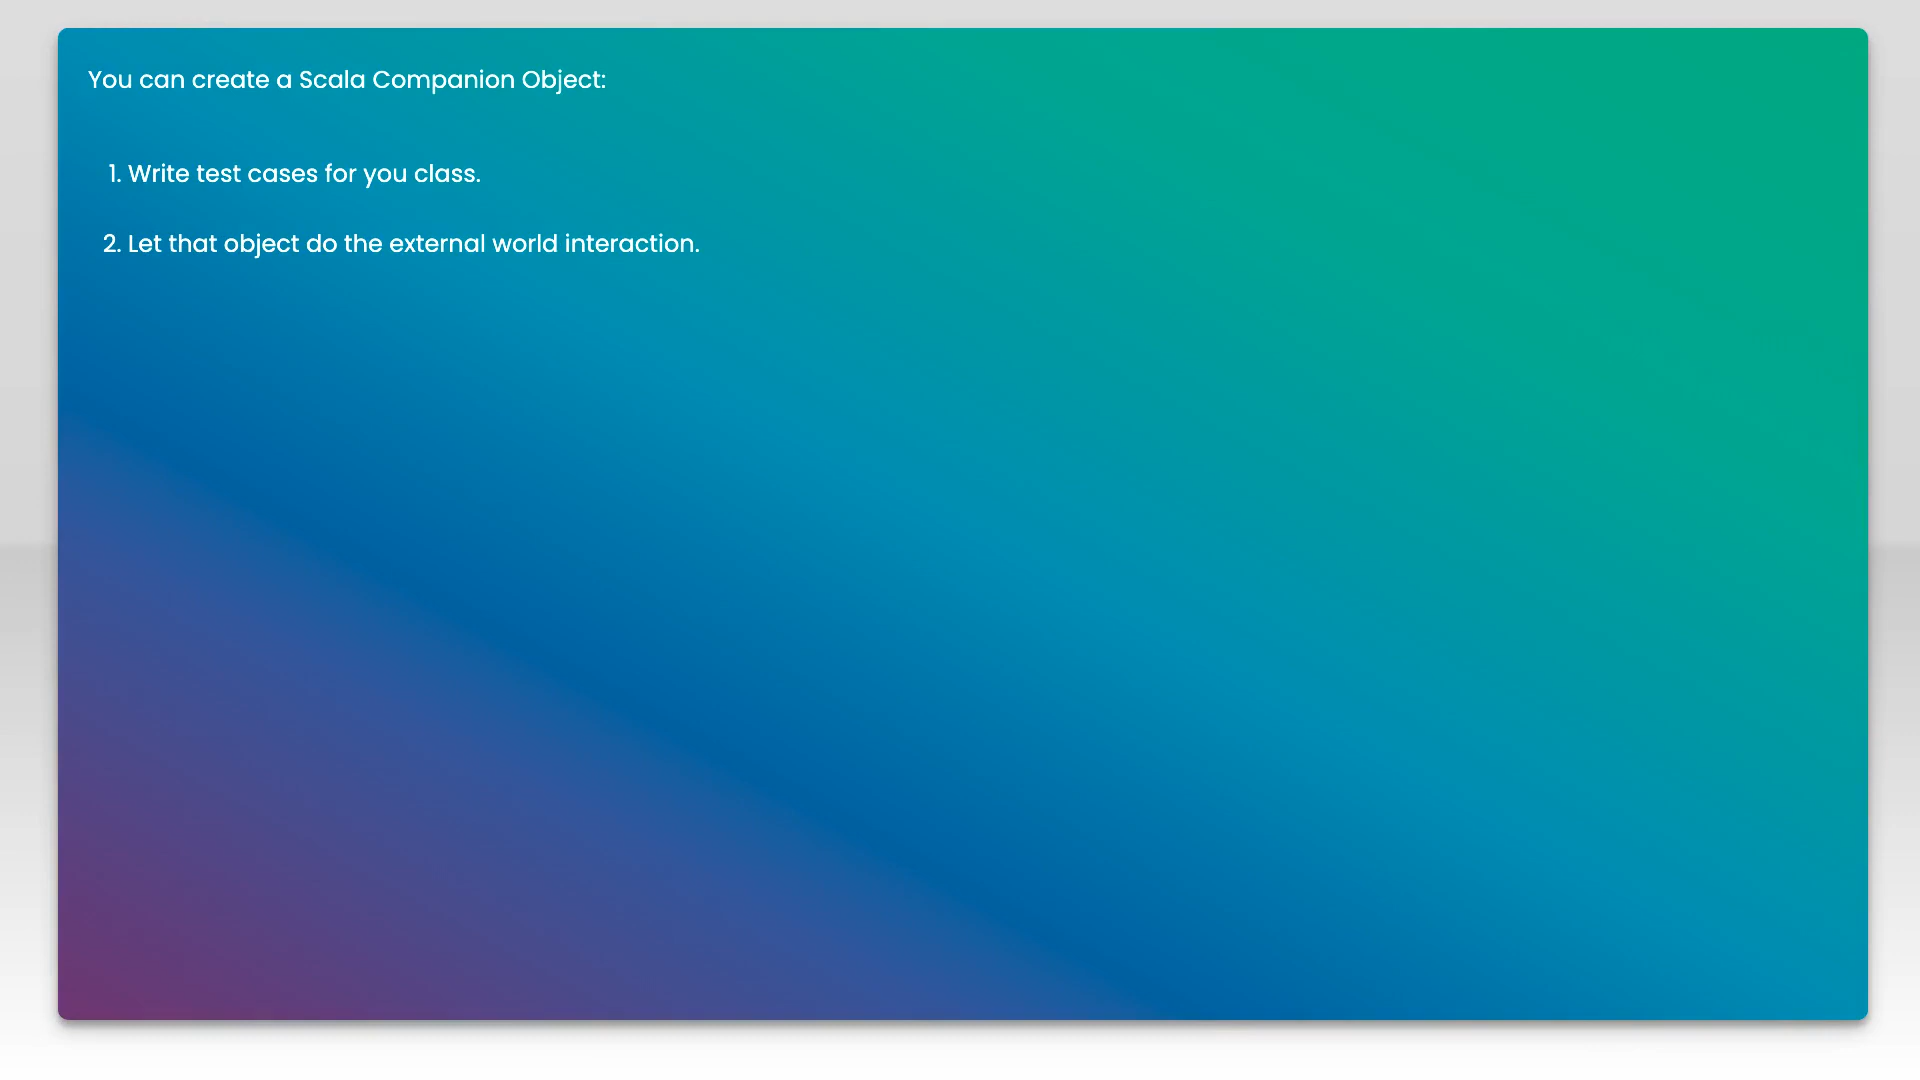 You can create a Scala Companion Object:
1. Write test cases for you class.
2. Let that object do the external world interaction.